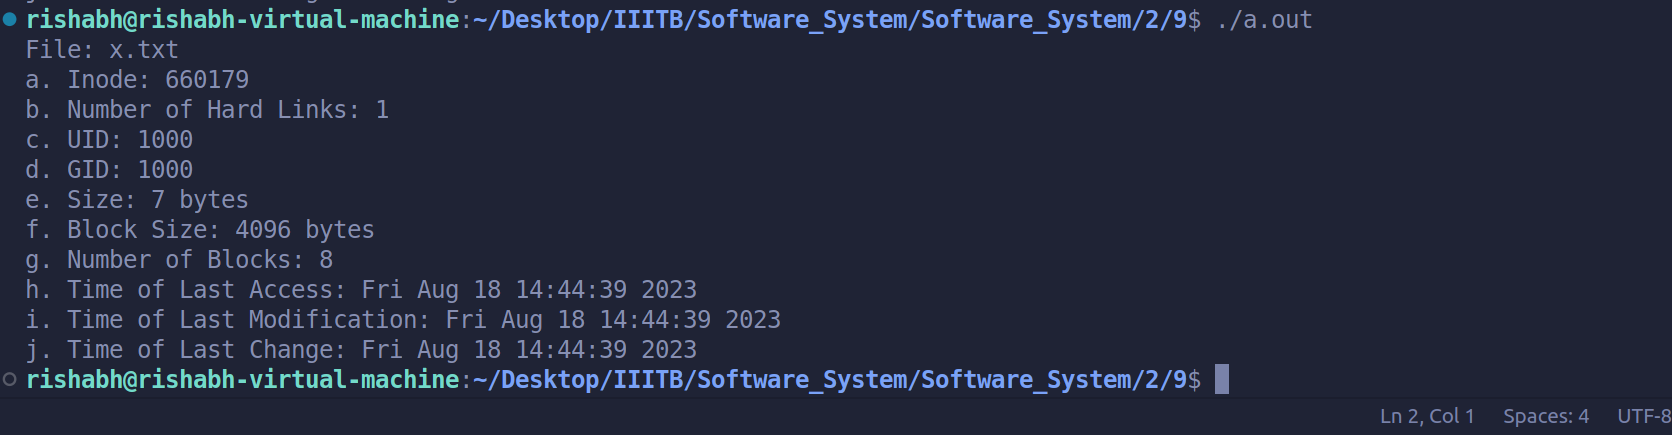 rishabh@rishabh-virtual-machine:~/Desktop/IIITB/Software_System/Software_System/2/9$ ./a.out
File: x.txt
a. Inode: 660179
b. Number of Hard Links: 1
c. UID: 1000
d. GID: 1000
e. Size: 7 bytes
f. Block Size: 4096 bytes
g. Number of Blocks: 8
h. Time of Last Access: Fri Aug 18 14:44:39 2023
i. Time of Last Modification: Fri Aug 18 14:44:39 2023
j. Time of Last Change: Fri Aug 18 14:44:39 2023
rishabh@rishabh-virtual-machine:~/Desktop/IIITB/Software_System/Software_System/2/9$
Ln 2, Col 1 Spaces: 4 UTF-8